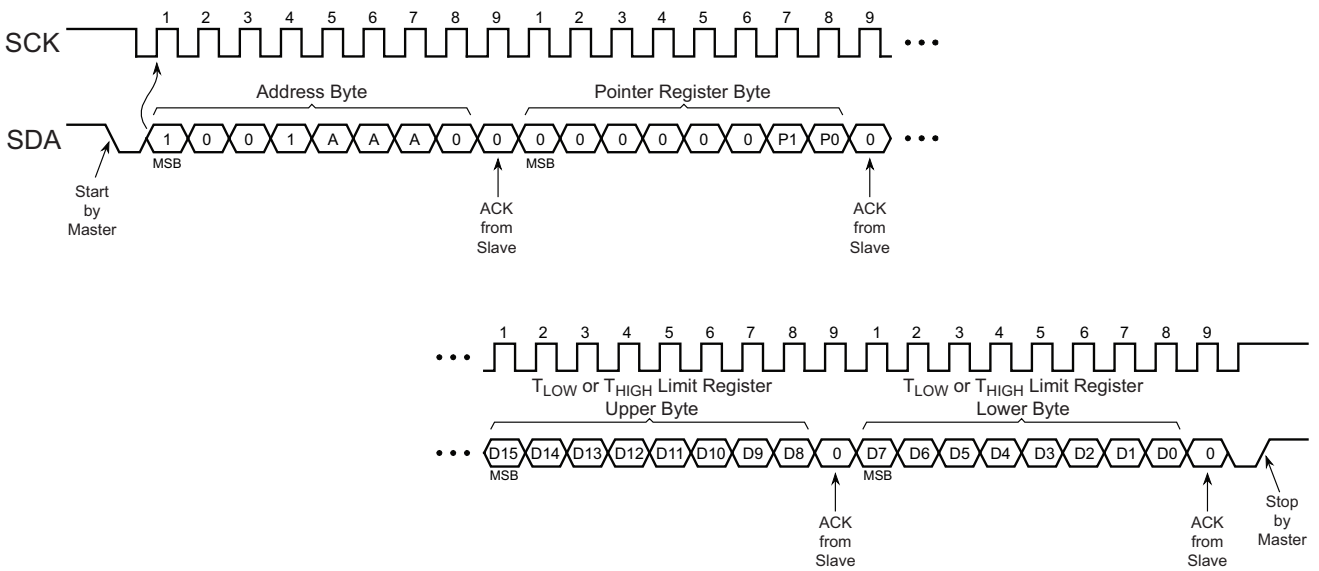 1 2 3 4 5 6 7 8 9 1 2 3 4 5 6 7 8 9
SCK
Address Byte
Pointer Register Byte
SDA
1 0 0 1 A A A 0 0 0 0 0 0 0 0 P1 P0 0
MSB
MSB
Start
by
Master
ACK
from
Slave
ACK
from
Slave
1 2 3 4 5 6 7 8 9 1 2 3 4 5 6 7 8 9
TLOW or THIGH Limit Register
Upper Byte
TLOW or THIGH Limit Register
Lower Byte
D15 D14 D13 D12 D11 D10 D9 D8 0 D7 D6 D5 D4 D3 D2 D1 D0 0
MSB
MSB
ACK
from
Slave
ACK
from
Slave
Stop
by
Master